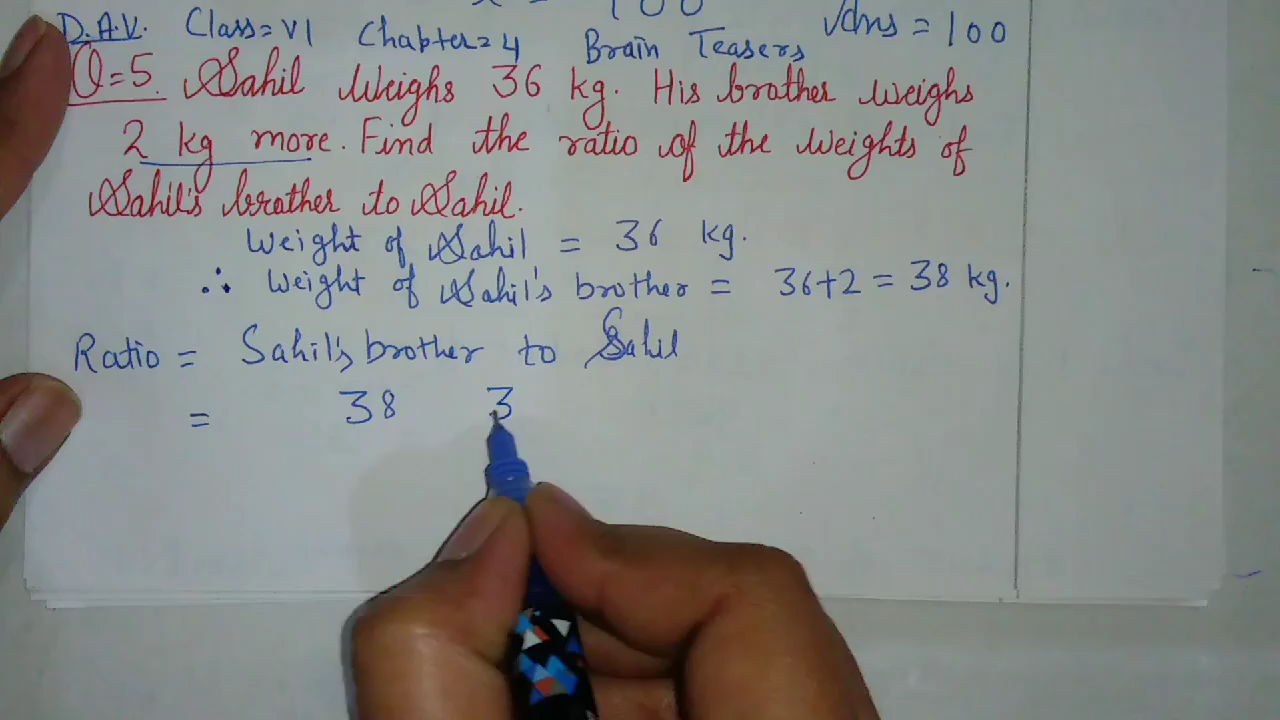 x = 100
D.A.V. Class=VI Chapter=4 Brain Teasers √ans = 100
Q=5. Sahil Weighs 36 kg. His brother weighs
2 kg more. Find the ratio of the weights of
Sahil's brother to Sahil.
Weight of Sahil = 36 kg.
∴ Weight of Sahil's brother = 36+2 = 38 kg.
Ratio = Sahil's brother to Sahil
= 38 3